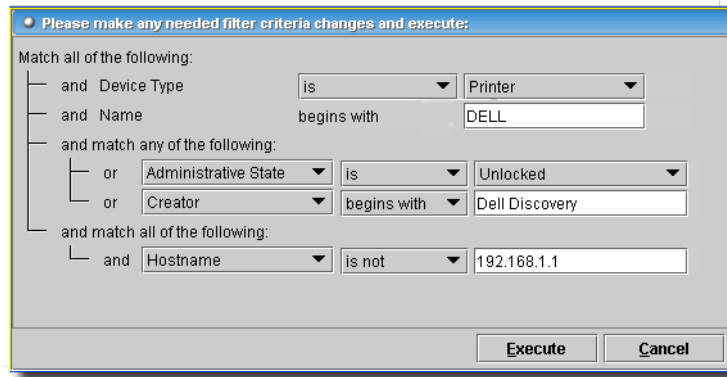 Please make any needed filter criteria changes and execute:
Match all of the following:
and Device Type is Printer
and Name begins with DELL
and match any of the following:
or Administrative State is Unlocked
or Creator begins with Dell Discovery
and match all of the following:
and Hostname is not 192.168.1.1
Execute Cancel